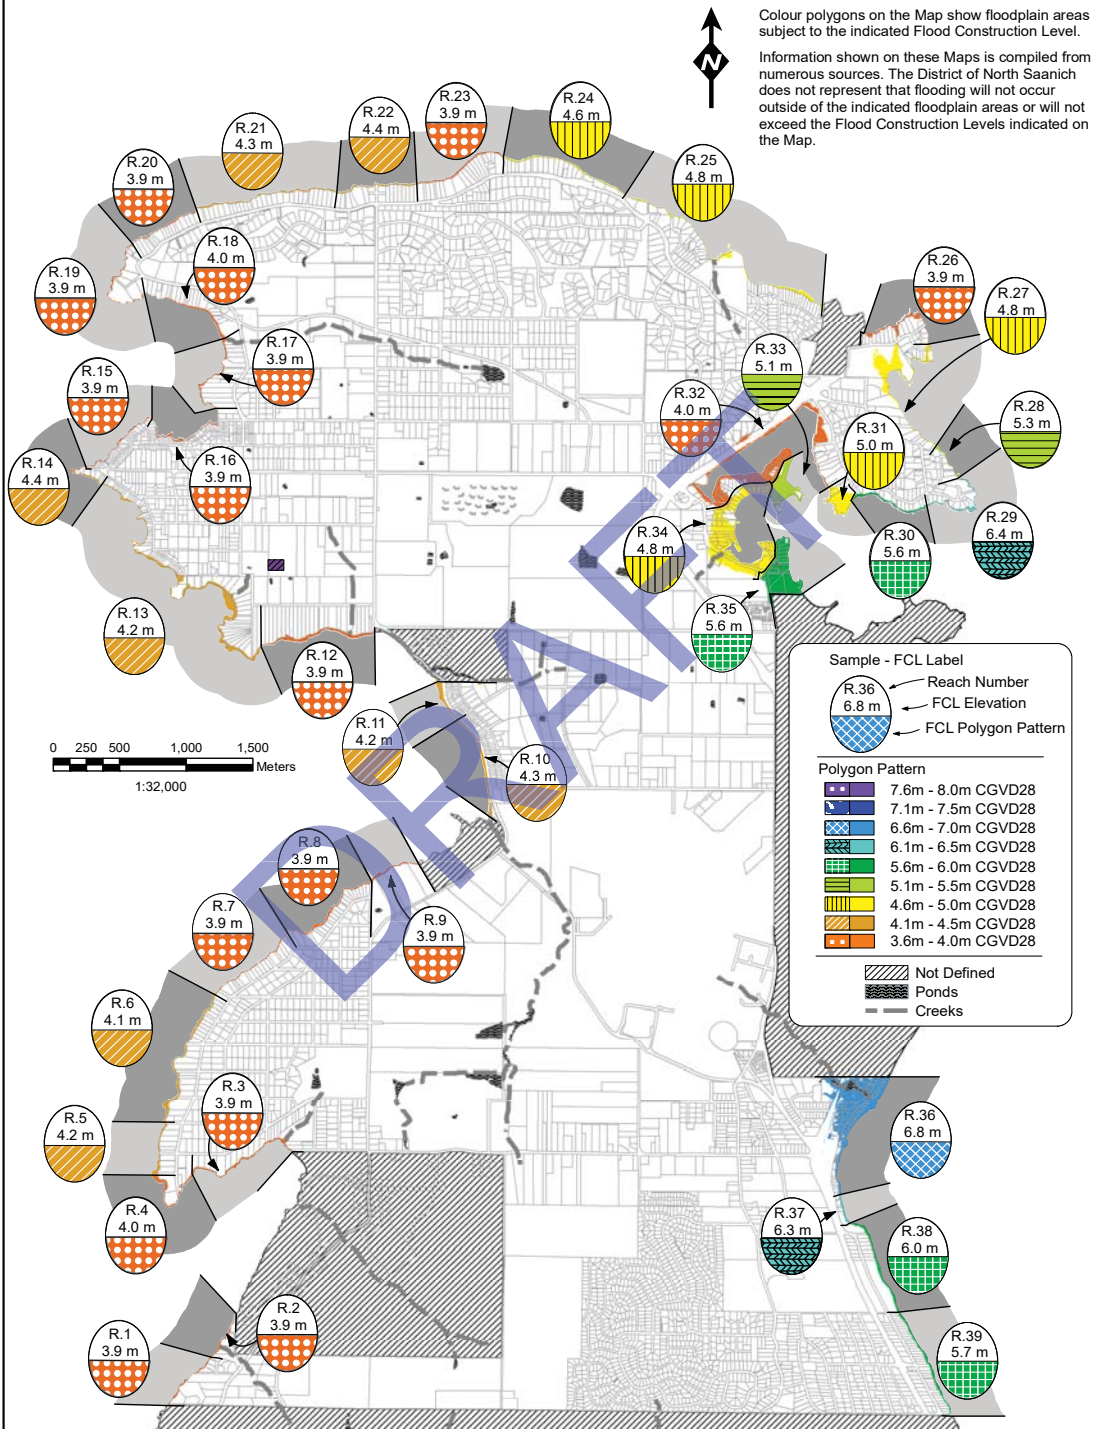 Colour polygons on the Map show floodplain areas
subject to the indicated Flood Construction Level.
Information shown on these Maps is compiled from
numerous sources. The District of North Saanich
does not represent that flooding will not occur
outside of the indicated floodplain areas or will not
exceed the Flood Construction Levels indicated on
the Map.
N
R.23
3.9 m
R.24
4.6 m
R.22
4.4 m
R.21
4.3 m
R.20
3.9 m
R.25
4.8 m
R.18
4.0 m
R.19
3.9 m
R.26
3.9 m
R.27
4.8 m
R.17
3.9 m
R.33
5.1 m
R.15
3.9 m
R.32
4.0 m
R.28
5.3 m
R.31
5.0 m
R.14
4.4 m
R.16
3.9 m
R.34
4.8 m
R.30
5.6 m
R.29
6.4 m
R.13
4.2 m
R.35
5.6 m
R.12
3.9 m
R.11
4.2 m
R.10
4.3 m
0 250 500 1,000 1,500
Meters
1:32,000
Sample - FCL Label
R.36
6.8 m
Reach Number
FCL Elevation
FCL Polygon Pattern
Polygon Pattern
7.6m - 8.0m CGVD28
7.1m - 7.5m CGVD28
6.6m - 7.0m CGVD28
6.1m - 6.5m CGVD28
5.6m - 6.0m CGVD28
5.1m - 5.5m CGVD28
4.6m - 5.0m CGVD28
4.1m - 4.5m CGVD28
3.6m - 4.0m CGVD28
Not Defined
Ponds
Creeks
DRAFT
R.8
3.9 m
R.7
3.9 m
R.9
3.9 m
R.6
4.1 m
R.3
3.9 m
R.5
4.2 m
R.4
4.0 m
R.36
6.8 m
R.37
6.3 m
R.38
6.0 m
R.2
3.9 m
R.1
3.9 m
R.39
5.7 m